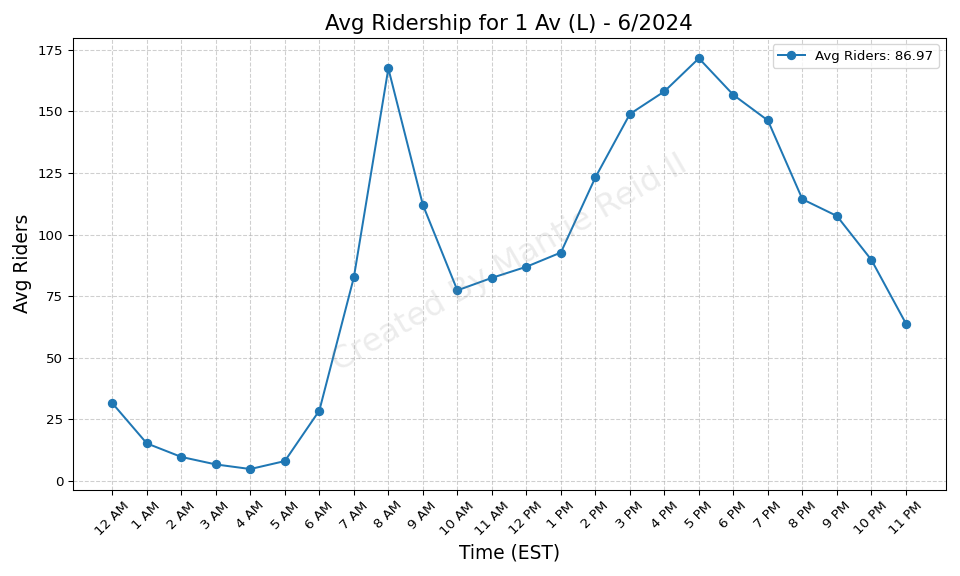 Avg Ridership for 1 Av (L) - 6/2024
Avg Riders: 86.97
175
150
125
100
75
50
25
0
Avg Riders
Created By Mantle Reid II
12 AM
1 AM
2 AM
3 AM
4 AM
5 AM
6 AM
7 AM
8 AM
9 AM
10 AM
11 AM
12 PM
1 PM
2 PM
3 PM
4 PM
5 PM
6 PM
7 PM
8 PM
9 PM
10 PM
11 PM
Time (EST)